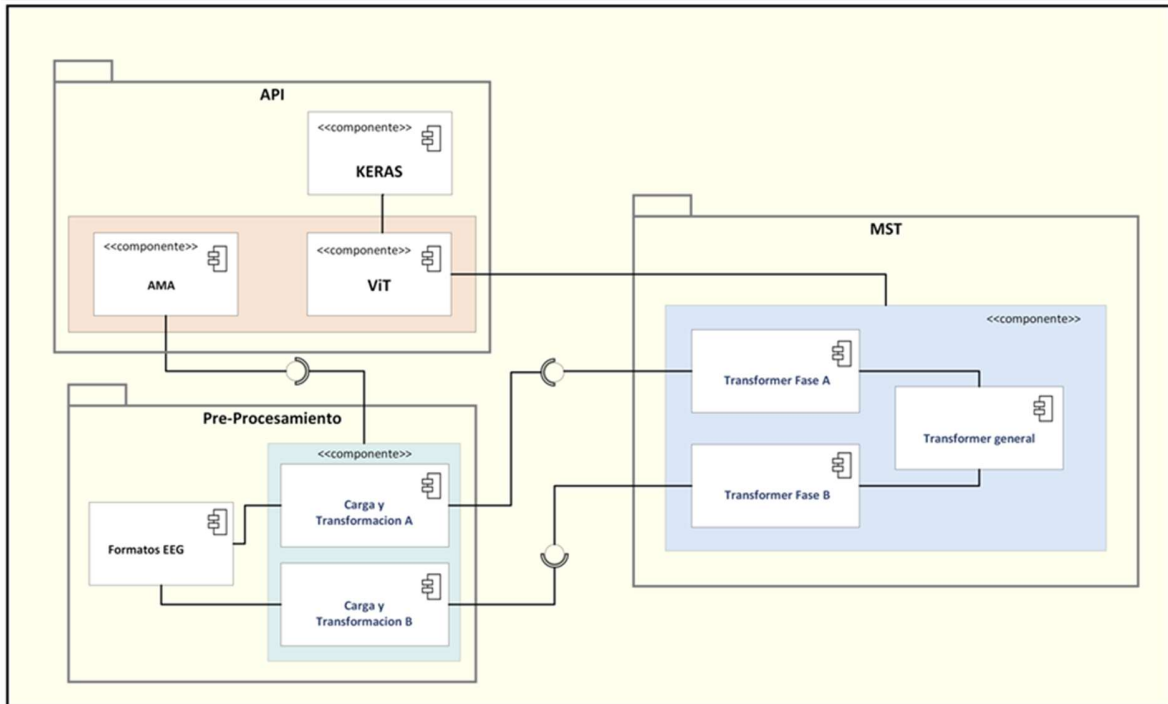 API
<<componente>>
KERAS
<<componente>>
AMA
<<componente>>
ViT
MST
<<componente>>
Transformer Fase A
Transformer general
Transformer Fase B
Pre-Procesamiento
<<componente>>
Carga y
Transformacion A
Formatos EEG
Carga y
Transformacion B